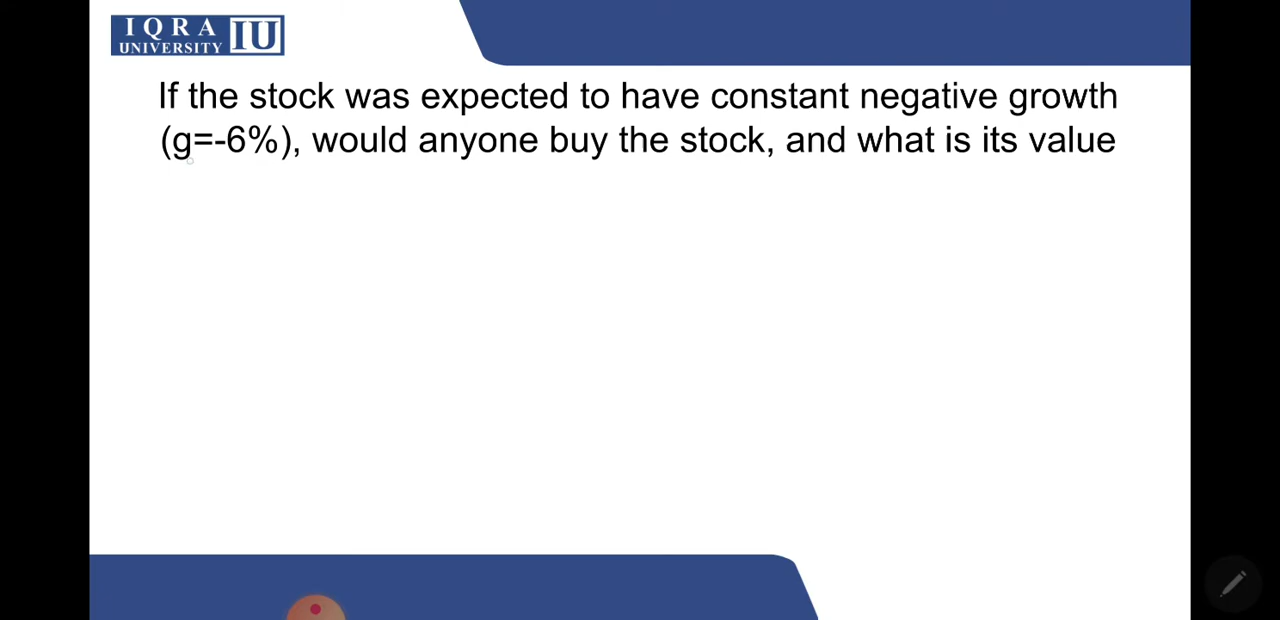 IQRA
UNIVERSITY IU
If the stock was expected to have constant negative growth
(g=-6%), would anyone buy the stock, and what is its value